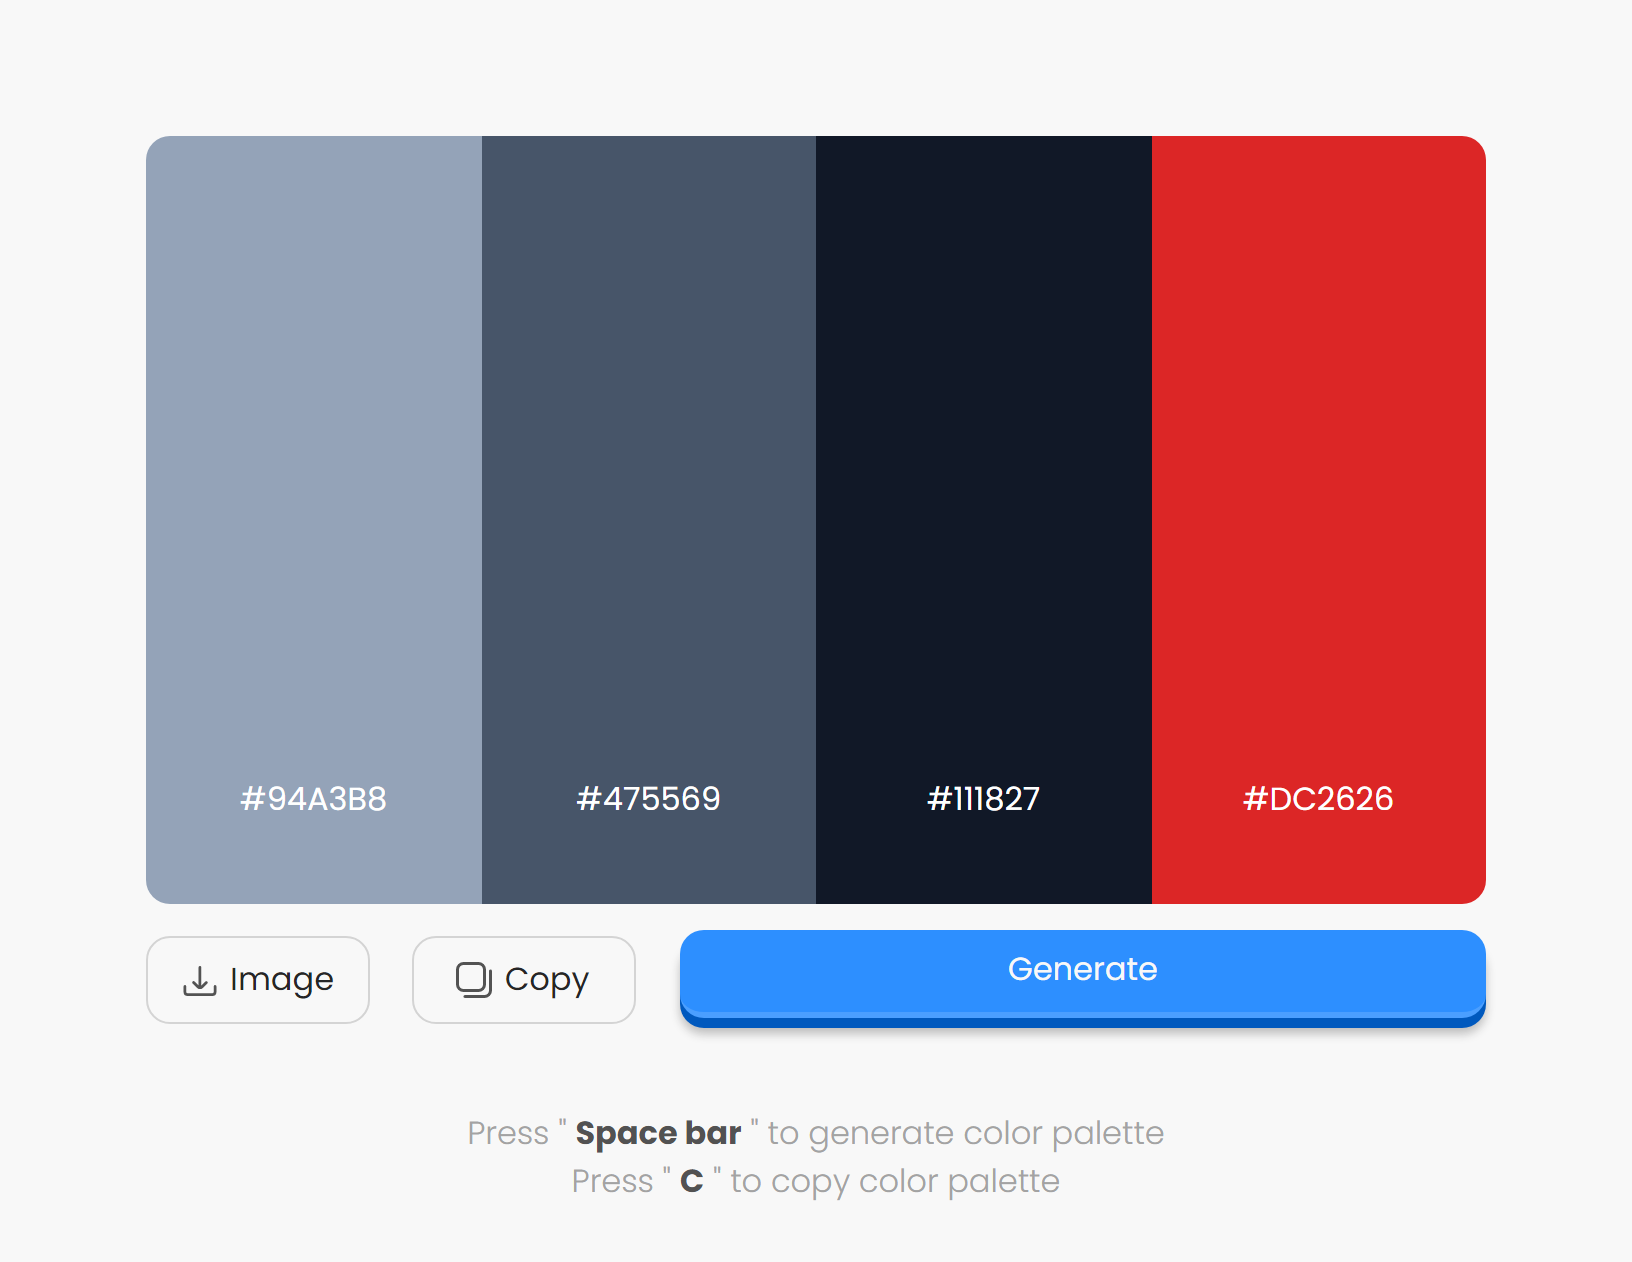 #94A3B8
#475569
#111827
#DC2626
Image
Copy
Generate
Press " Space bar " to generate color palette
Press " C " to copy color palette